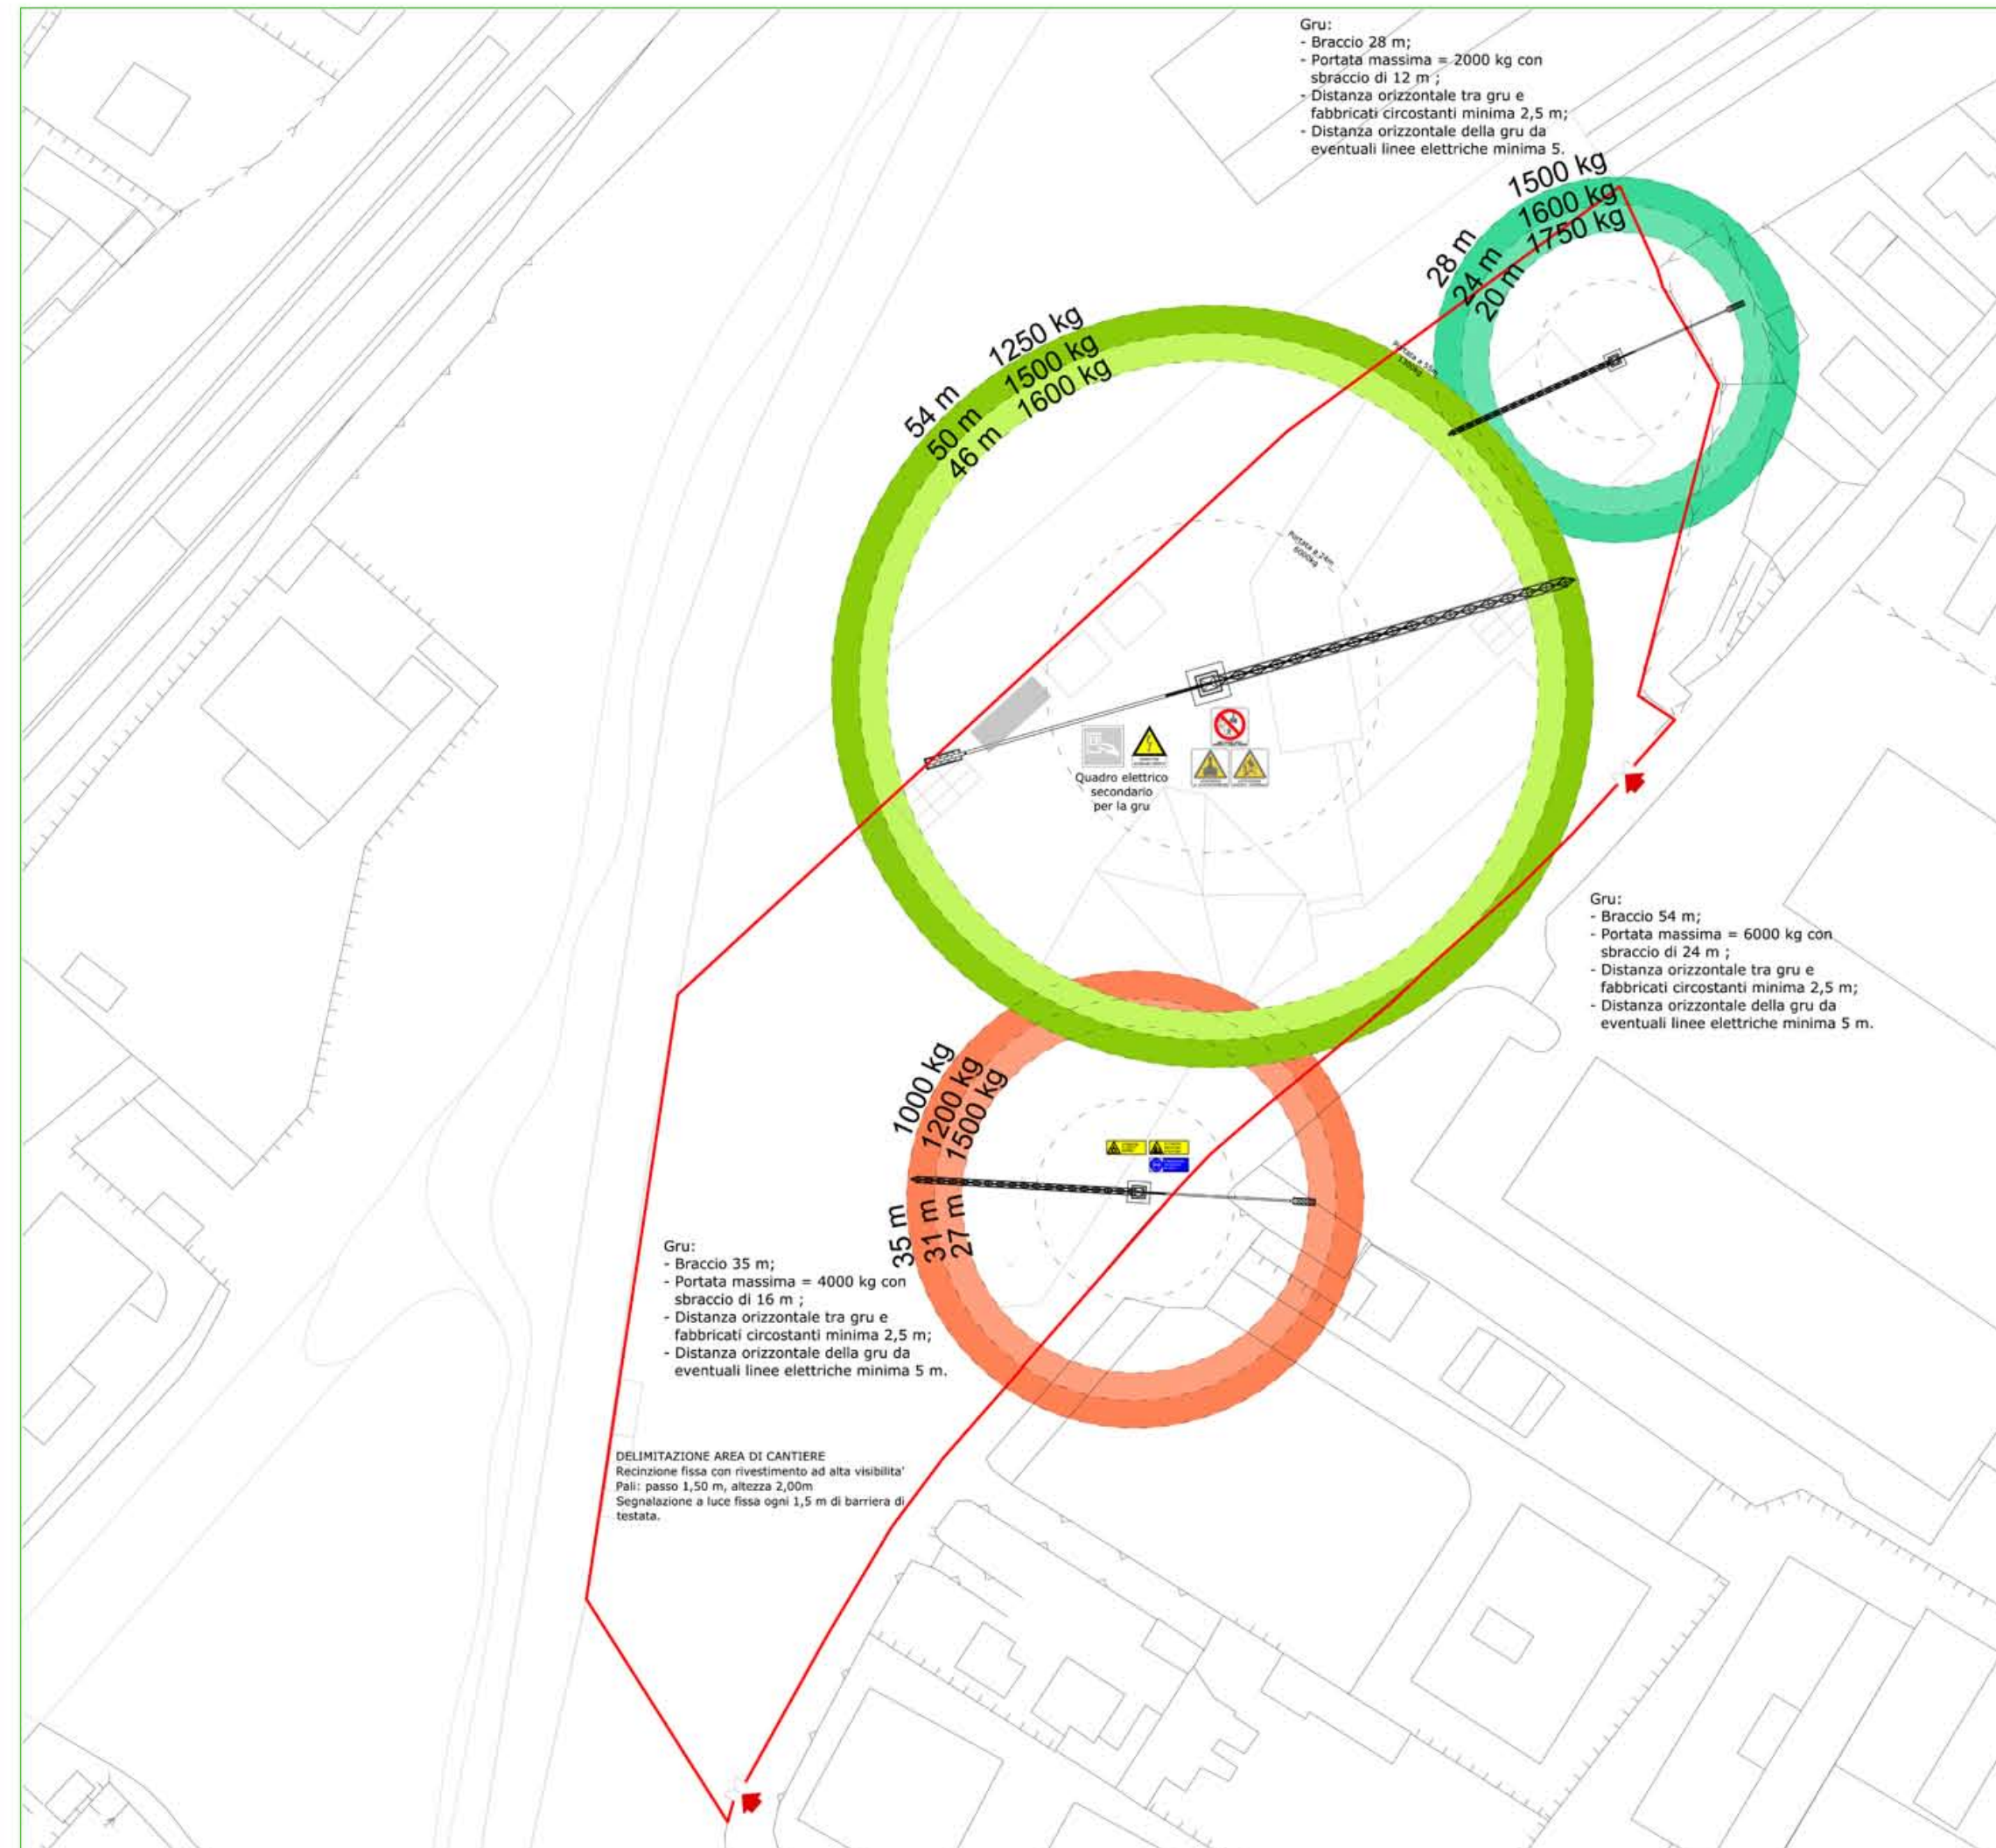 Gru:
- Braccio 28 m;
- Portata massima = 2000 kg con
sbraccio di 12 m ;
- Distanza orizzontale tra gru e
fabbricati circostanti minima 2,5 m;
- Distanza orizzontale della gru da
eventuali linee elettriche minima 5.
1500 kg
1600 kg
1750 kg
28 m
24 m
20 m
1250 kg
1500 kg
1600 kg
54 m
50 m
46 m
Portata a 55m
1300kg
Portata a 24m
6000kg
Quadro elettrico
secondario
per la gru
Gru:
- Braccio 54 m;
- Portata massima = 6000 kg con
sbraccio di 24 m ;
- Distanza orizzontale tra gru e
fabbricati circostanti minima 2,5 m;
- Distanza orizzontale della gru da
eventuali linee elettriche minima 5 m.
1000 kg
1200 kg
1500 kg
35 m
31 m
27 m
Gru:
- Braccio 35 m;
- Portata massima = 4000 kg con
sbraccio di 16 m ;
- Distanza orizzontale tra gru e
fabbricati circostanti minima 2,5 m;
- Distanza orizzontale della gru da
eventuali linee elettriche minima 5 m.
DELIMITAZIONE AREA DI CANTIERE
Recinzione fissa con rivestimento ad alta visibilita'
Pali: passo 1,50 m, altezza 2,00m
Segnalazione a luce fissa ogni 1,5 m di barriera di
testata.